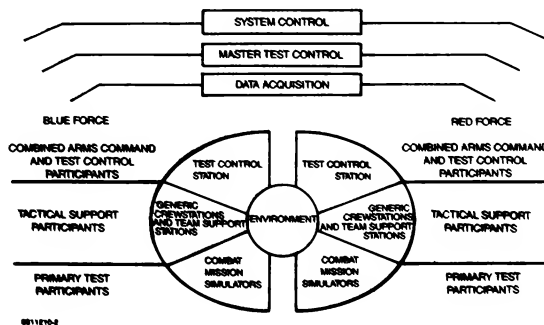 SYSTEM CONTROL
MASTER TEST CONTROL
DATA ACQUISITION
BLUE FORCE
RED FORCE
COMBINED ARMS COMMAND
AND TEST CONTROL
PARTICIPANTS
TEST CONTROL
STATION
TEST CONTROL
STATION
COMBINED ARMS COMMAND
AND TEST CONTROL
PARTICIPANTS
TACTICAL SUPPORT
PARTICIPANTS
GENERIC
CREWSTATIONS
AND TEAM SUPPORT
STATIONS
ENVIRONMENT
GENERIC
CREWSTATIONS
AND TEAM SUPPORT
STATIONS
TACTICAL SUPPORT
PARTICIPANTS
PRIMARY TEST
PARTICIPANTS
COMBAT
MISSION
SIMULATORS
COMBAT
MISSION
SIMULATORS
PRIMARY TEST
PARTICIPANTS